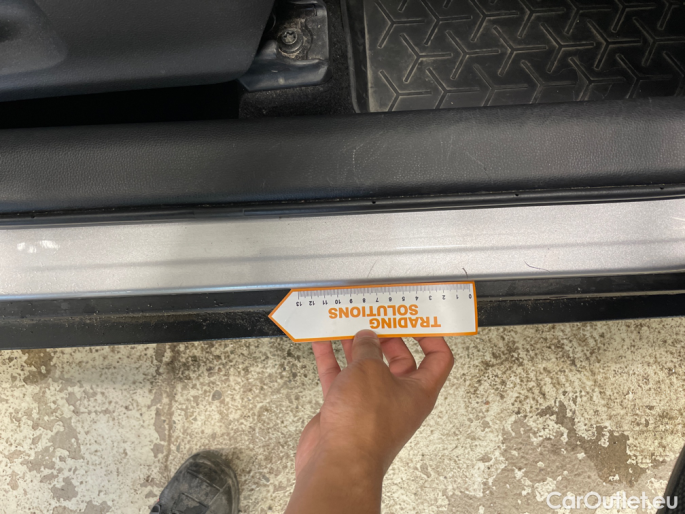 TRADING
SOLUTIONS
0 1 2 3 4 5 6 7 8 9 10 11 12 13
CarOutlet.eu